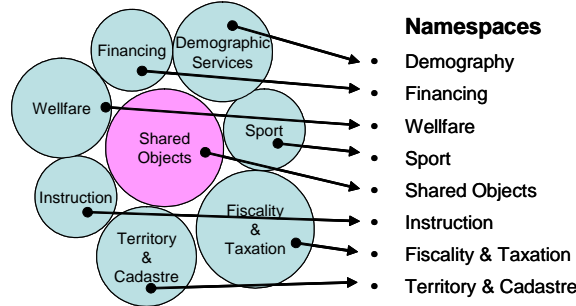 Financing
Demographic
Services
Wellfare
Shared
Objects
Sport
Instruction
Fiscality
&
Taxation
Territory
&
Cadastre
Namespaces
• Demography
• Financing
• Wellfare
• Sport
• Shared Objects
• Instruction
• Fiscality & Taxation
• Territory & Cadastre